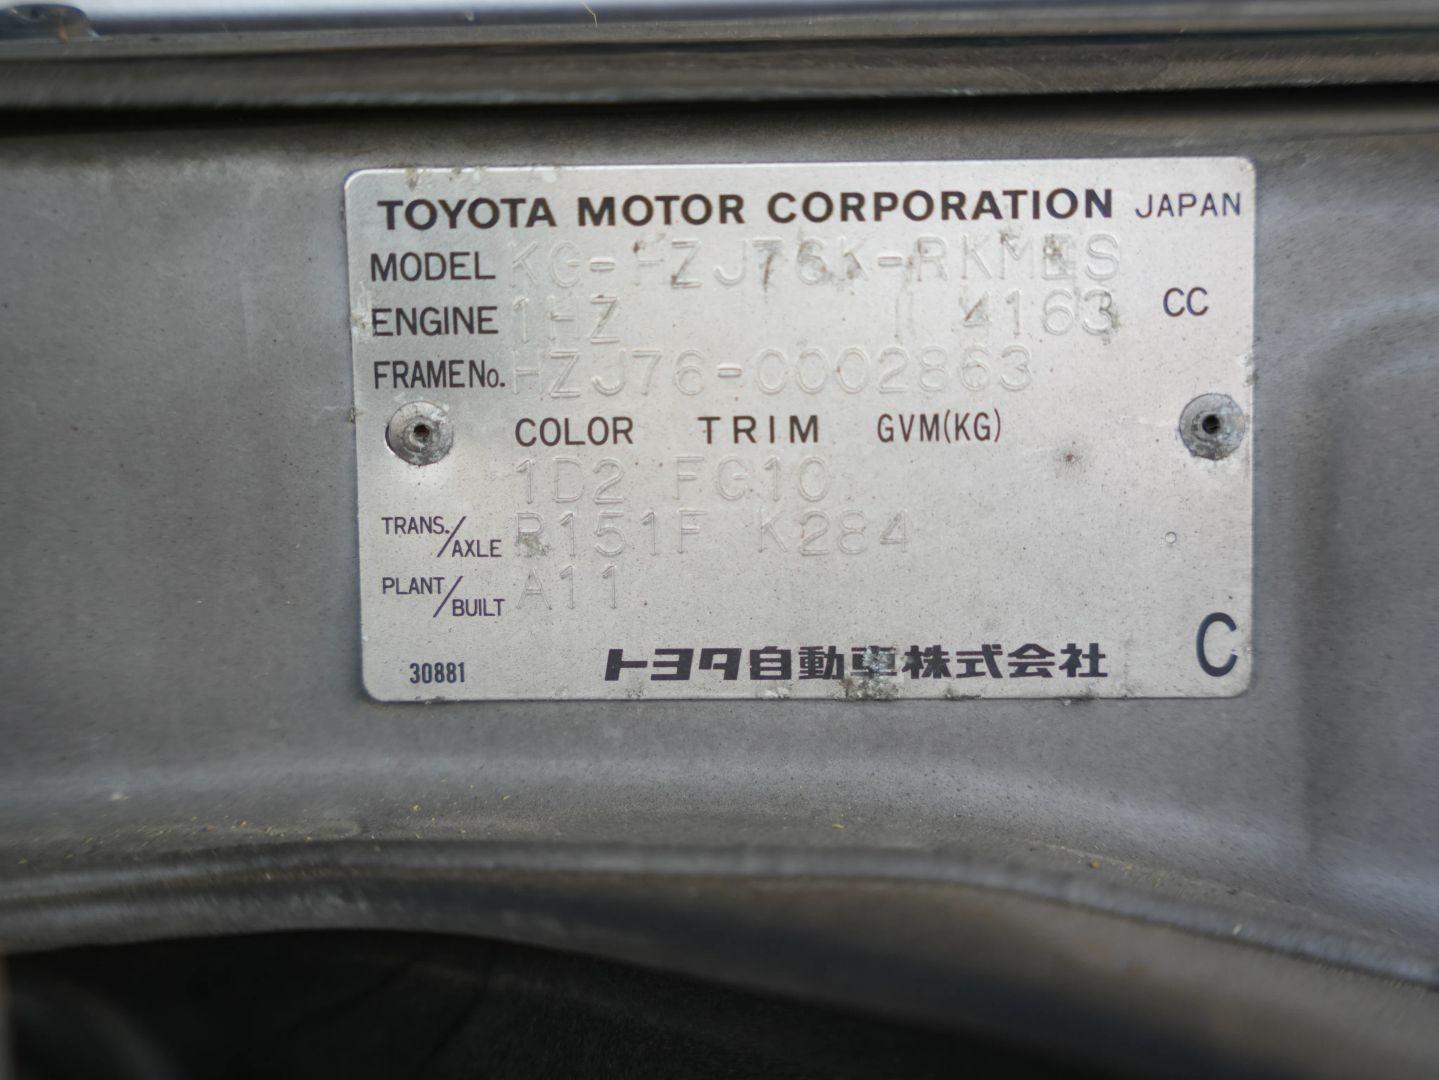 TOYOTA MOTOR CORPORATION JAPAN
MODEL KG-HZJ76K-RKMES
ENGINE 1HZ 4163 CC
FRAME No. HZJ76-0002863
COLOR TRIM GVM(KG)
1D2 FG10
TRANS./AXLE R151F K284
PLANT/BUILT A11
トヨタ自動車株式会社 C
30881